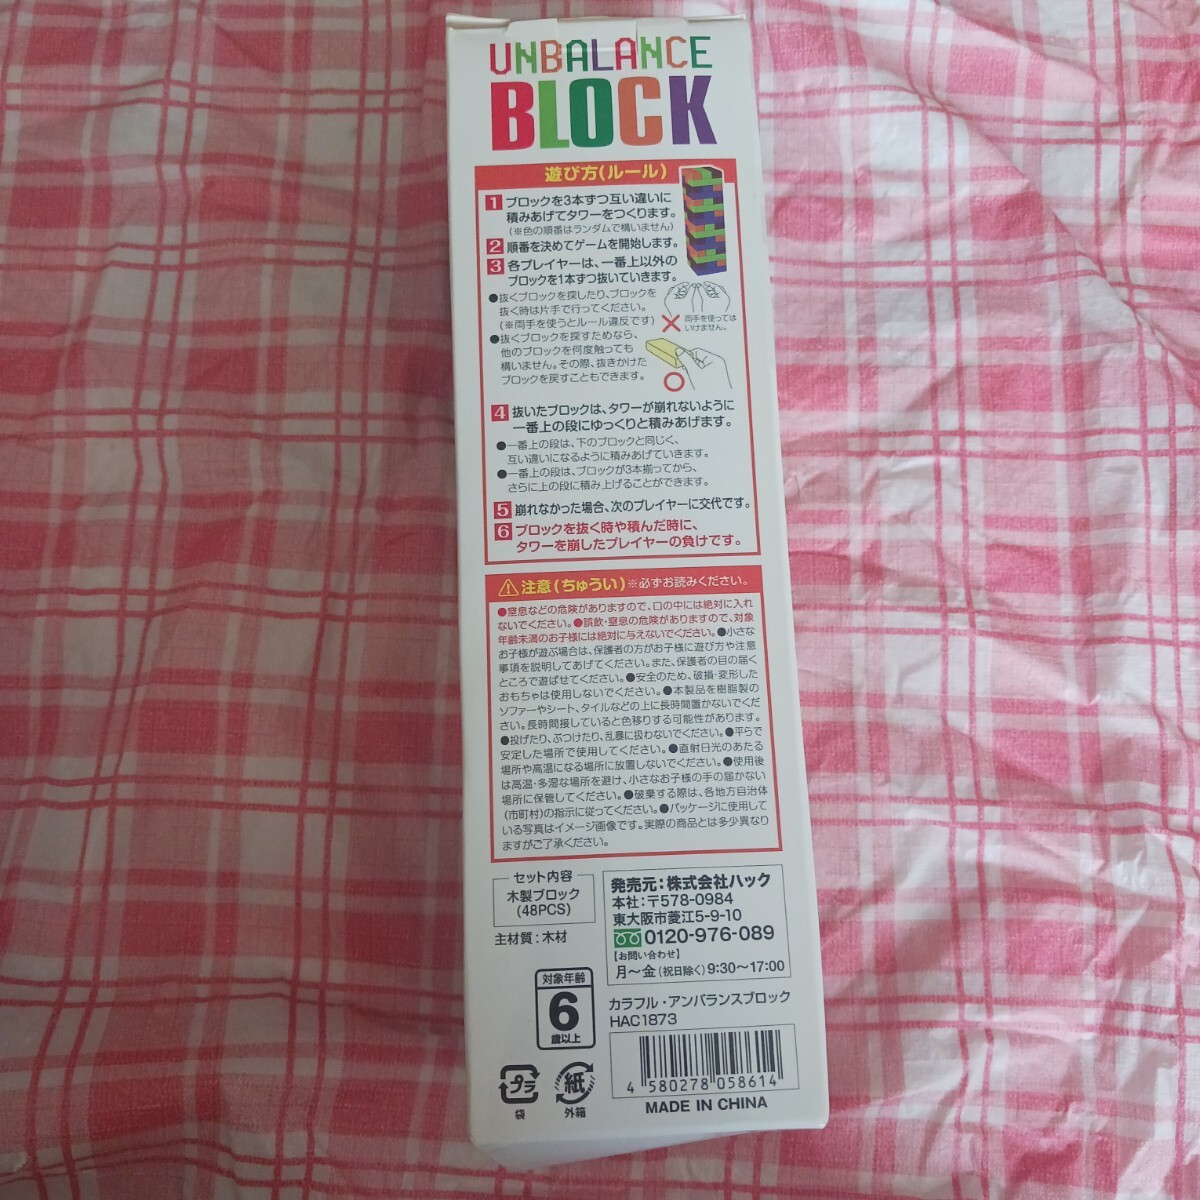 UNBALANCE
BLOCK
遊び方(ルール)
1 ブロックを3本ずつ互い違いに
積みあげてタワーをつくります。
(※色の順番はランダムで構いません)
2 順番を決めてゲームを開始します。
3 各プレイヤーは、一番上以外の
ブロックを1本ずつ抜いていきます。
●抜くブロックを探したり、ブロックを
抜く時は片手で行ってください。
(※両手を使うとルール違反です)
両手を使っては
いけません。
●抜くブロックを探すためなら、
他のブロックを何度触っても
構いません。その際、抜きかけた
ブロックを戻すこともできます。
4 抜いたブロックは、タワーが崩れないように
一番上の段にゆっくりと積みあげます。
●一番上の段は、下のブロックと同じく、
互い違いになるように積みあげていきます。
●一番上の段は、ブロックが3本揃ってから、
さらに上の段に積み上げることができます。
5 崩れなかった場合、次のプレイヤーに交代です。
6 ブロックを抜く時や積んだ時に、
タワーを崩したプレイヤーの負けです。
注意(ちゅうい)※必ずお読みください。
●窒息などの危険がありますので、口の中には絶対に入れ
ないでください。●誤飲・窒息の危険がありますので、対象
年齢未満のお子様には絶対に与えないでください。●小さな
お子様が遊ぶ場合は、保護者の方がお子様に遊び方や注意
事項を説明してあげてください。また、保護者の目の届く
ところで遊ばせてください。●安全のため、破損・変形した
おもちゃは使用しないでください。●本製品を樹脂製の
ソファーやシート、タイルなどの上に長時間置かないでくだ
さい。長時間接していると色移りする可能性があります。
●投げたり、ぶつけたり、乱暴に扱わないでください。●平らで
安定した場所で使用してください。●直射日光のあたる
場所や高温になる場所に放置しないでください。●使用後
は高温・多湿な場所を避け、小さなお子様の手の届かない
場所に保管してください。●破棄する際は、各地方自治体
(市町村)の指示に従ってください。●パッケージに使用して
いる写真はイメージ画像です。実際の商品とは多少異なり
ますがご了承ください。
セット内容
木製ブロック
(48PCS)
主材質:木材
発売元:株式会社ハック
本社:〒578-0984
東大阪市菱江5-9-10
0120-976-089
【お問い合わせ】
月〜金(祝日除く)9:30〜17:00
対象年齢
6
歳以上
プラ
袋
紙
外箱
カラフル・アンバランスブロック
HAC1873
4 580278 058614
MADE IN CHINA